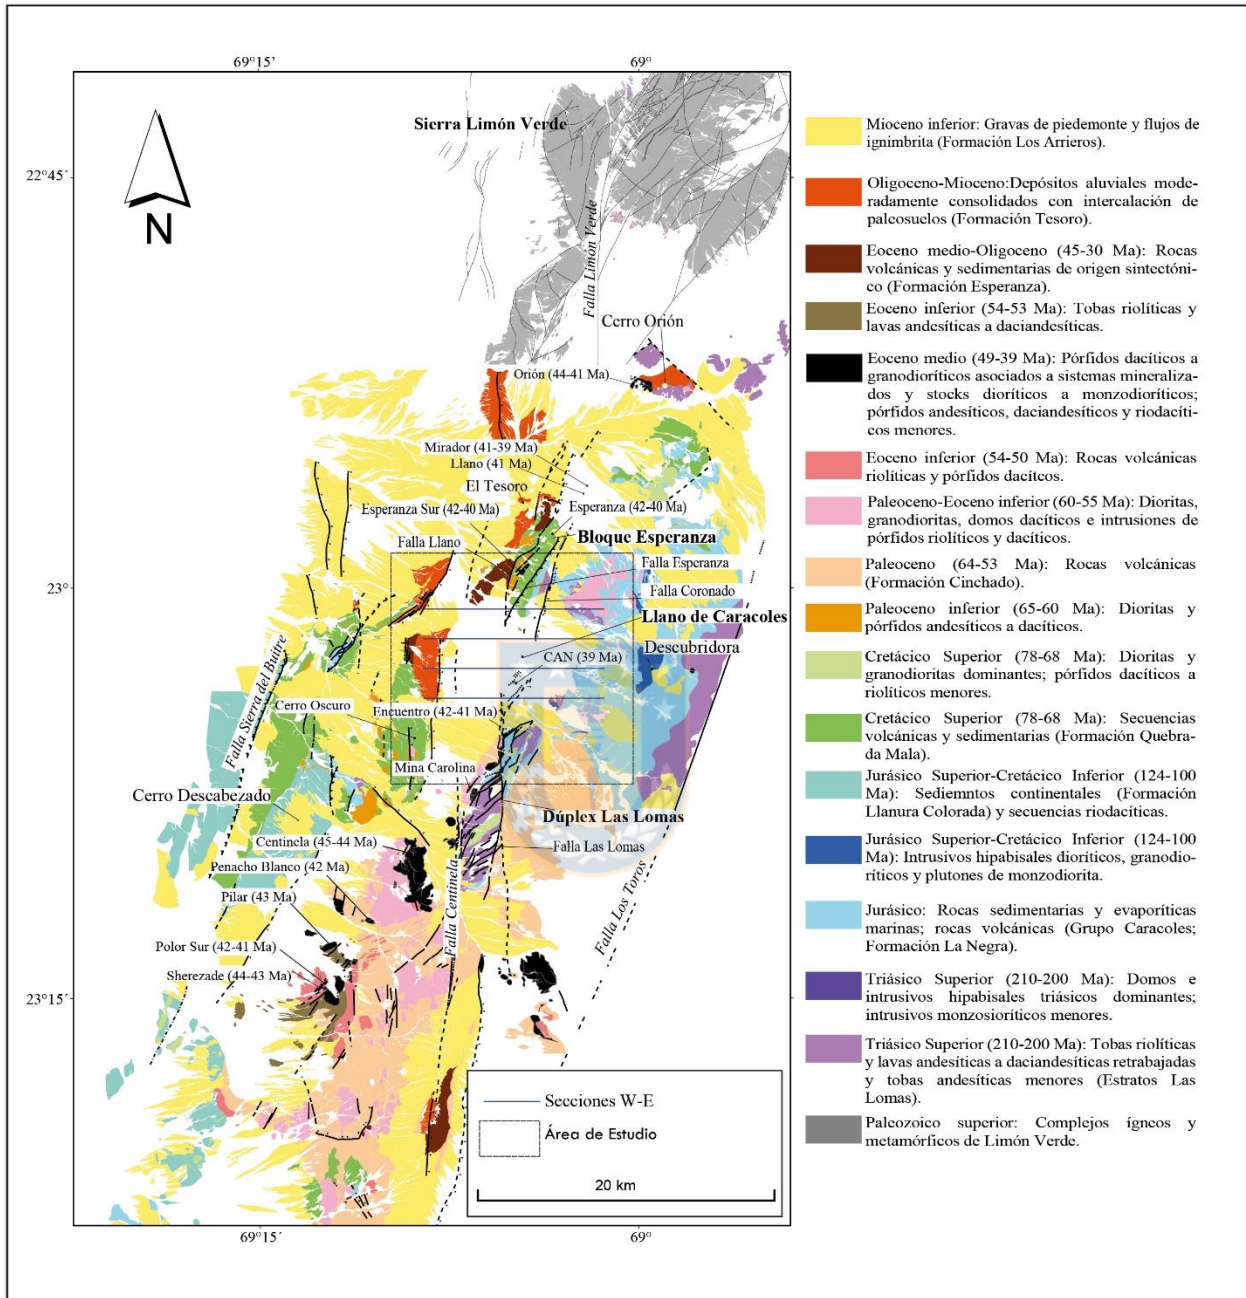 69º15´
69º
Sierra Limón Verde
22º45´
N
Falla Limón Verde
Cerro Orión
Orión (44-41 Ma)
Mirador (41-39 Ma)
Llano (41 Ma)
El Tesoro
Esperanza Sur (42-40 Ma)
Esperanza (42-40 Ma)
Falla Llano
Bloque Esperanza
Falla Esperanza
23º
Falla Coronado
Llano de Caracoles
Descubridora
CAN (39 Ma)
Falla Sierra del Buitre
Cerro Oscuro
Encuentro (42-41 Ma)
Mina Carolina
Cerro Descabezado
Dúplex Las Lomas
Centinela (45-44 Ma)
Falla Las Lomas
Penacho Blanco (42 Ma)
Pilar (43 Ma)
Falla Centinela
Falla Los Toros
Polor Sur (42-41 Ma)
Sherezade (44-43 Ma)
23º15´
Secciones W-E
Área de Estudio
20 km
69º15´
69º
Mioceno inferior: Gravas de piedemonte y flujos de
ignimbrita (Formación Los Arrieros).
Oligoceno-Mioceno:Depósitos aluviales mode-
radamente consolidados con intercalación de
paleosuelos (Formación Tesoro).
Eoceno medio-Oligoceno (45-30 Ma): Rocas
volcánicas y sedimentarias de origen sintectóni-
co (Formación Esperanza).
Eoceno inferior (54-53 Ma): Tobas riolíticas y
lavas andesíticas a daciandesíticas.
Eoceno medio (49-39 Ma): Pórfidos dacíticos a
granodioríticos asociados a sistemas mineraliza-
dos y stocks dioríticos a monzodioríticos;
pórfidos andesíticos, daciandesíticos y riodacíti-
cos menores.
Eoceno inferior (54-50 Ma): Rocas volcánicas
riolíticas y pórfidos dacítcos.
Paleoceno-Eoceno inferior (60-55 Ma): Dioritas,
granodioritas, domos dacíticos e intrusiones de
pórfidos riolíticos y dacíticos.
Paleoceno (64-53 Ma): Rocas volcánicas
(Formación Cinchado).
Paleoceno inferior (65-60 Ma): Dioritas y
pórfidos andesíticos a dacíticos.
Cretácico Superior (78-68 Ma): Dioritas y
granodioritas dominantes; pórfidos dacíticos a
riolíticos menores.
Cretácico Superior (78-68 Ma): Secuencias
volcánicas y sedimentarias (Formación Quebra-
da Mala).
Jurásico Superior-Cretácico Inferior (124-100
Ma): Sediemntos continentales (Formación
Llanura Colorada) y secuencias riodacíticas.
Jurásico Superior-Cretácico Inferior (124-100
Ma): Intrusivos hipabisales dioríticos, granodio-
ríticos y plutones de monzodiorita.
Jurásico: Rocas sedimentarias y evaporíticas
marinas; rocas volcánicas (Grupo Caracoles;
Formación La Negra).
Triásico Superior (210-200 Ma): Domos e
intrusivos hipabisales triásicos dominantes;
intrusivos monzosioríticos menores.
Triásico Superior (210-200 Ma): Tobas riolíticas
y lavas andesíticas a daciandesíticas retrabajadas
y tobas andesíticas menores (Estratos Las
Lomas).
Paleozoico superior: Complejos ígneos y
metamórficos de Limón Verde.